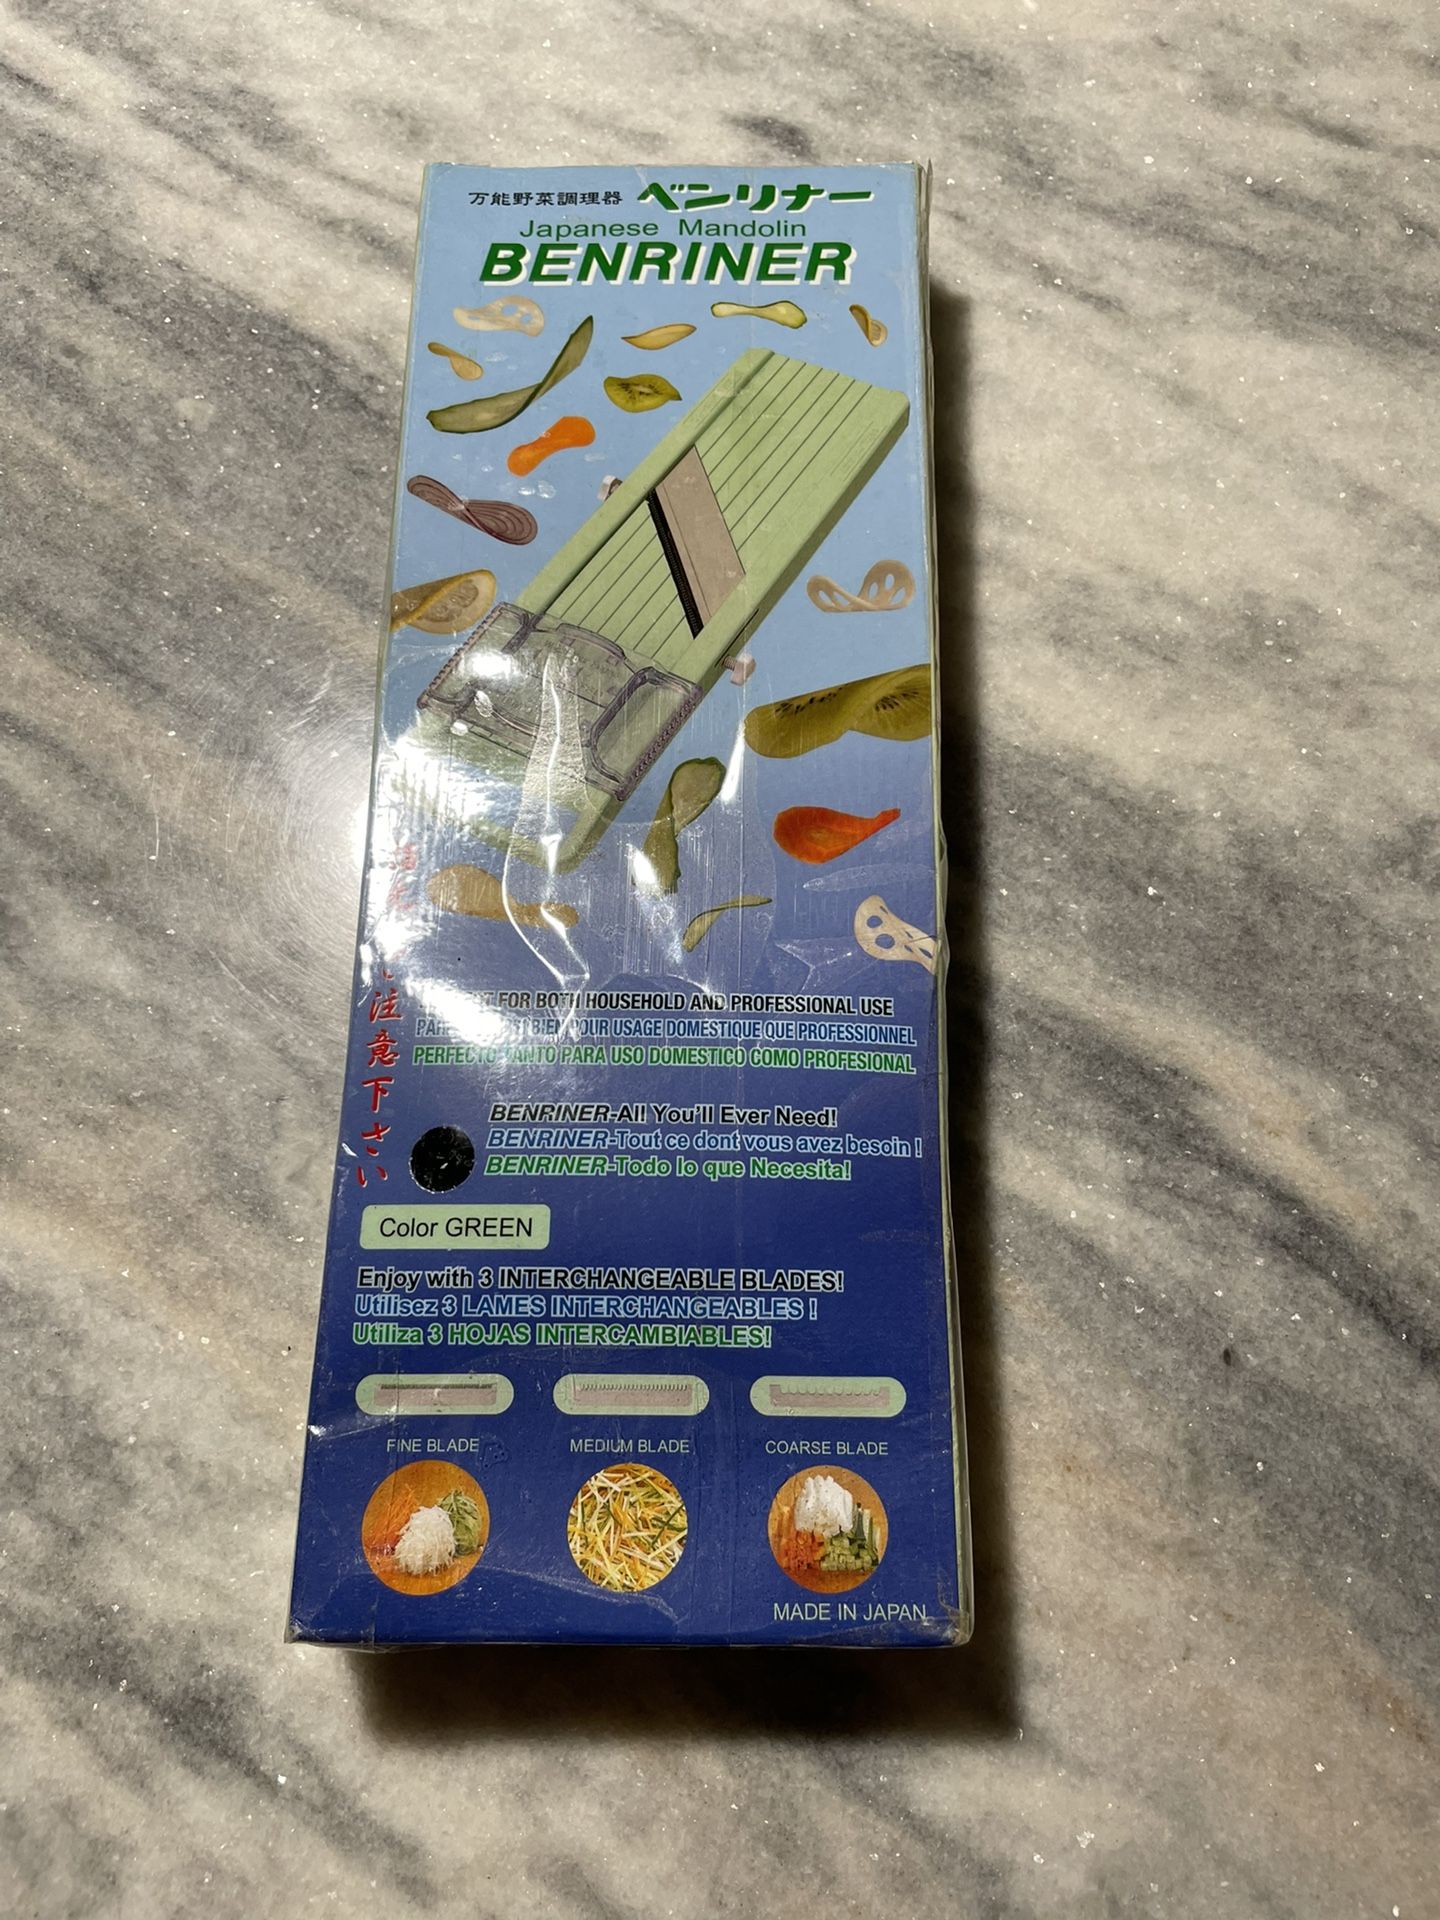 万能野菜調理器 ベンリナー
Japanese Mandolin
BENRINER
注意下さい
FOR BOTH HOUSEHOLD AND PROFESSIONAL USE
BIEN POUR USAGE DOMESTIQUE QUE PROFESSIONNEL
PERFECTO TANTO PARA USO DOMESTICO COMO PROFESIONAL
BENRINER-All You'll Ever Need!
BENRINER-Tout ce dont vous avez besoin !
BENRINER-Todo lo que Necesita!
Color GREEN
Enjoy with 3 INTERCHANGEABLE BLADES!
Utilisez 3 LAMES INTERCHANGEABLES !
Utiliza 3 HOJAS INTERCAMBIABLES!
FINE BLADE
MEDIUM BLADE
COARSE BLADE
MADE IN JAPAN